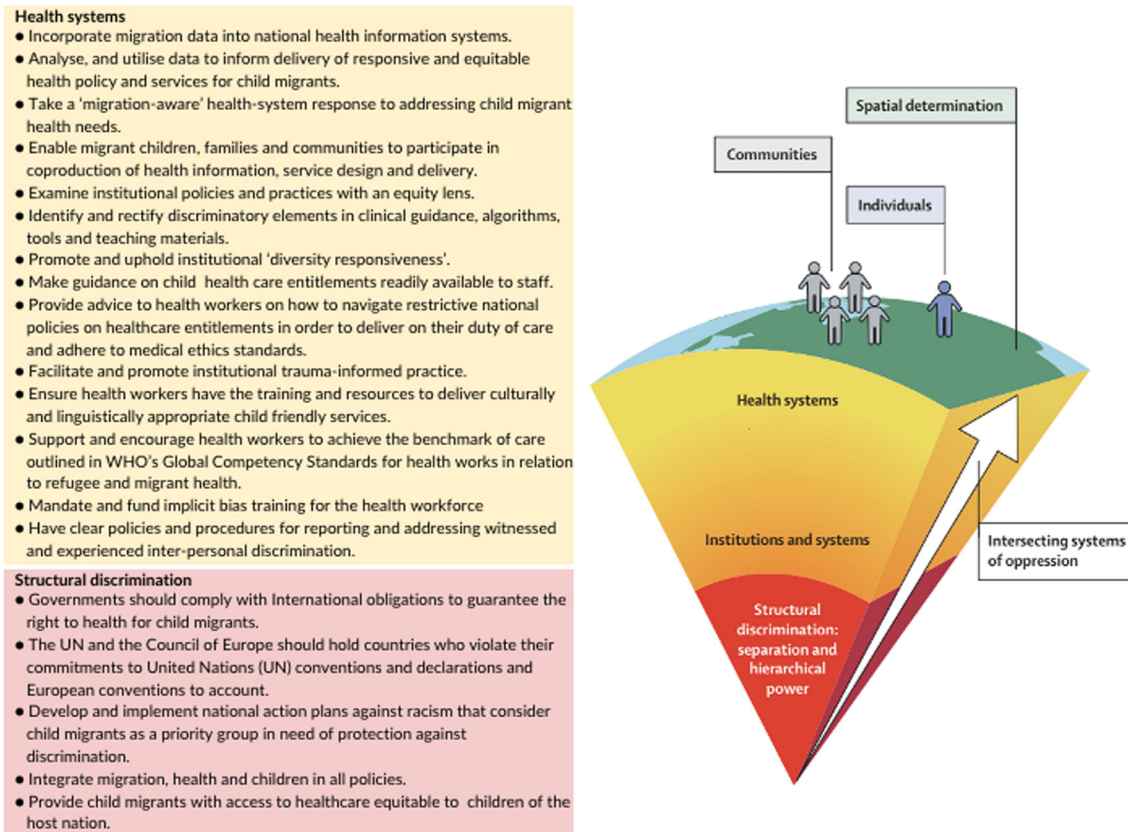 Health systems
● Incorporate migration data into national health information systems.
● Analyse, and utilise data to inform delivery of responsive and equitable
health policy and services for child migrants.
● Take a 'migration-aware' health-system response to addressing child migrant
health needs.
● Enable migrant children, families and communities to participate in
coproduction of health information, service design and delivery.
● Examine institutional policies and practices with an equity lens.
● Identify and rectify discriminatory elements in clinical guidance, algorithms,
tools and teaching materials.
● Promote and uphold institutional 'diversity responsiveness'.
● Make guidance on child health care entitlements readily available to staff.
● Provide advice to health workers on how to navigate restrictive national
policies on healthcare entitlements in order to deliver on their duty of care
and adhere to medical ethics standards.
● Facilitate and promote institutional trauma-informed practice.
● Ensure health workers have the training and resources to deliver culturally
and linguistically appropriate child friendly services.
● Support and encourage health workers to achieve the benchmark of care
outlined in WHO's Global Competency Standards for health works in relation
to refugee and migrant health.
● Mandate and fund implicit bias training for the health workforce
● Have clear policies and procedures for reporting and addressing witnessed
and experienced inter-personal discrimination.
Structural discrimination
● Governments should comply with International obligations to guarantee the
right to health for child migrants.
● The UN and the Council of Europe should hold countries who violate their
commitments to United Nations (UN) conventions and declarations and
European conventions to account.
● Develop and implement national action plans against racism that consider
child migrants as a priority group in need of protection against
discrimination.
● Integrate migration, health and children in all policies.
● Provide child migrants with access to healthcare equitable to children of the
host nation.
Spatial determination
Communities
Individuals
Health systems
Institutions and systems
Intersecting systems
of oppression
Structural
discrimination:
separation and
hierarchical
power